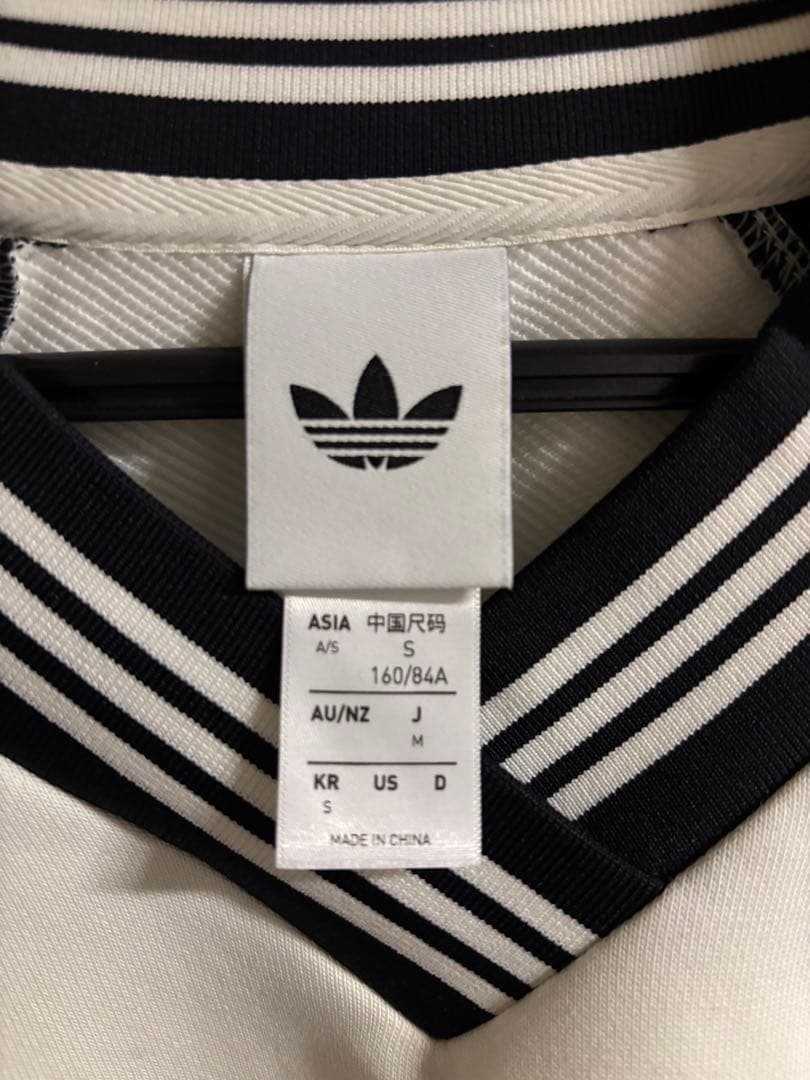 ASIA 中国尺码
A/S S
160/84A
AU/NZ J
M
KR US D
S
MADE IN CHINA